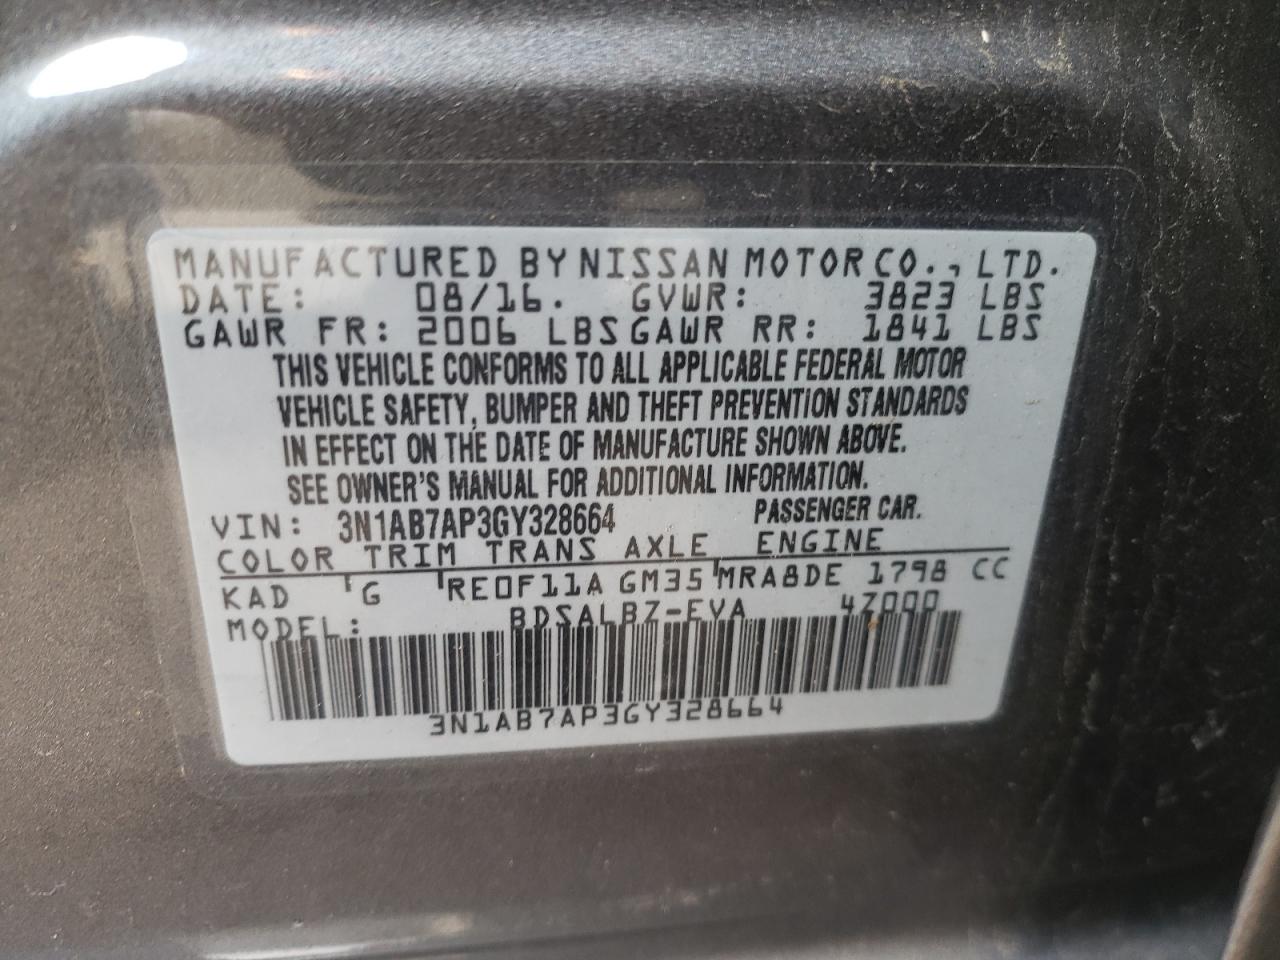 MANUFACTURED BY NISSAN MOTOR CO., LTD.
DATE: 08/16. GVWR: 3823 LBS
GAWR FR: 2006 LBS GAWR RR: 1841 LBS
THIS VEHICLE CONFORMS TO ALL APPLICABLE FEDERAL MOTOR
VEHICLE SAFETY, BUMPER AND THEFT PREVENTION STANDARDS
IN EFFECT ON THE DATE OF MANUFACTURE SHOWN ABOVE.
SEE OWNER'S MANUAL FOR ADDITIONAL INFORMATION.
VIN: 3N1AB7AP3GY328664 PASSENGER CAR.
COLOR TRIM TRANS AXLE ENGINE
KAD G RE0F11A GM35 MRA8DE 1798 CC
MODEL: BDSALBZ-EVA 4Z000
3N1AB7AP3GY328664